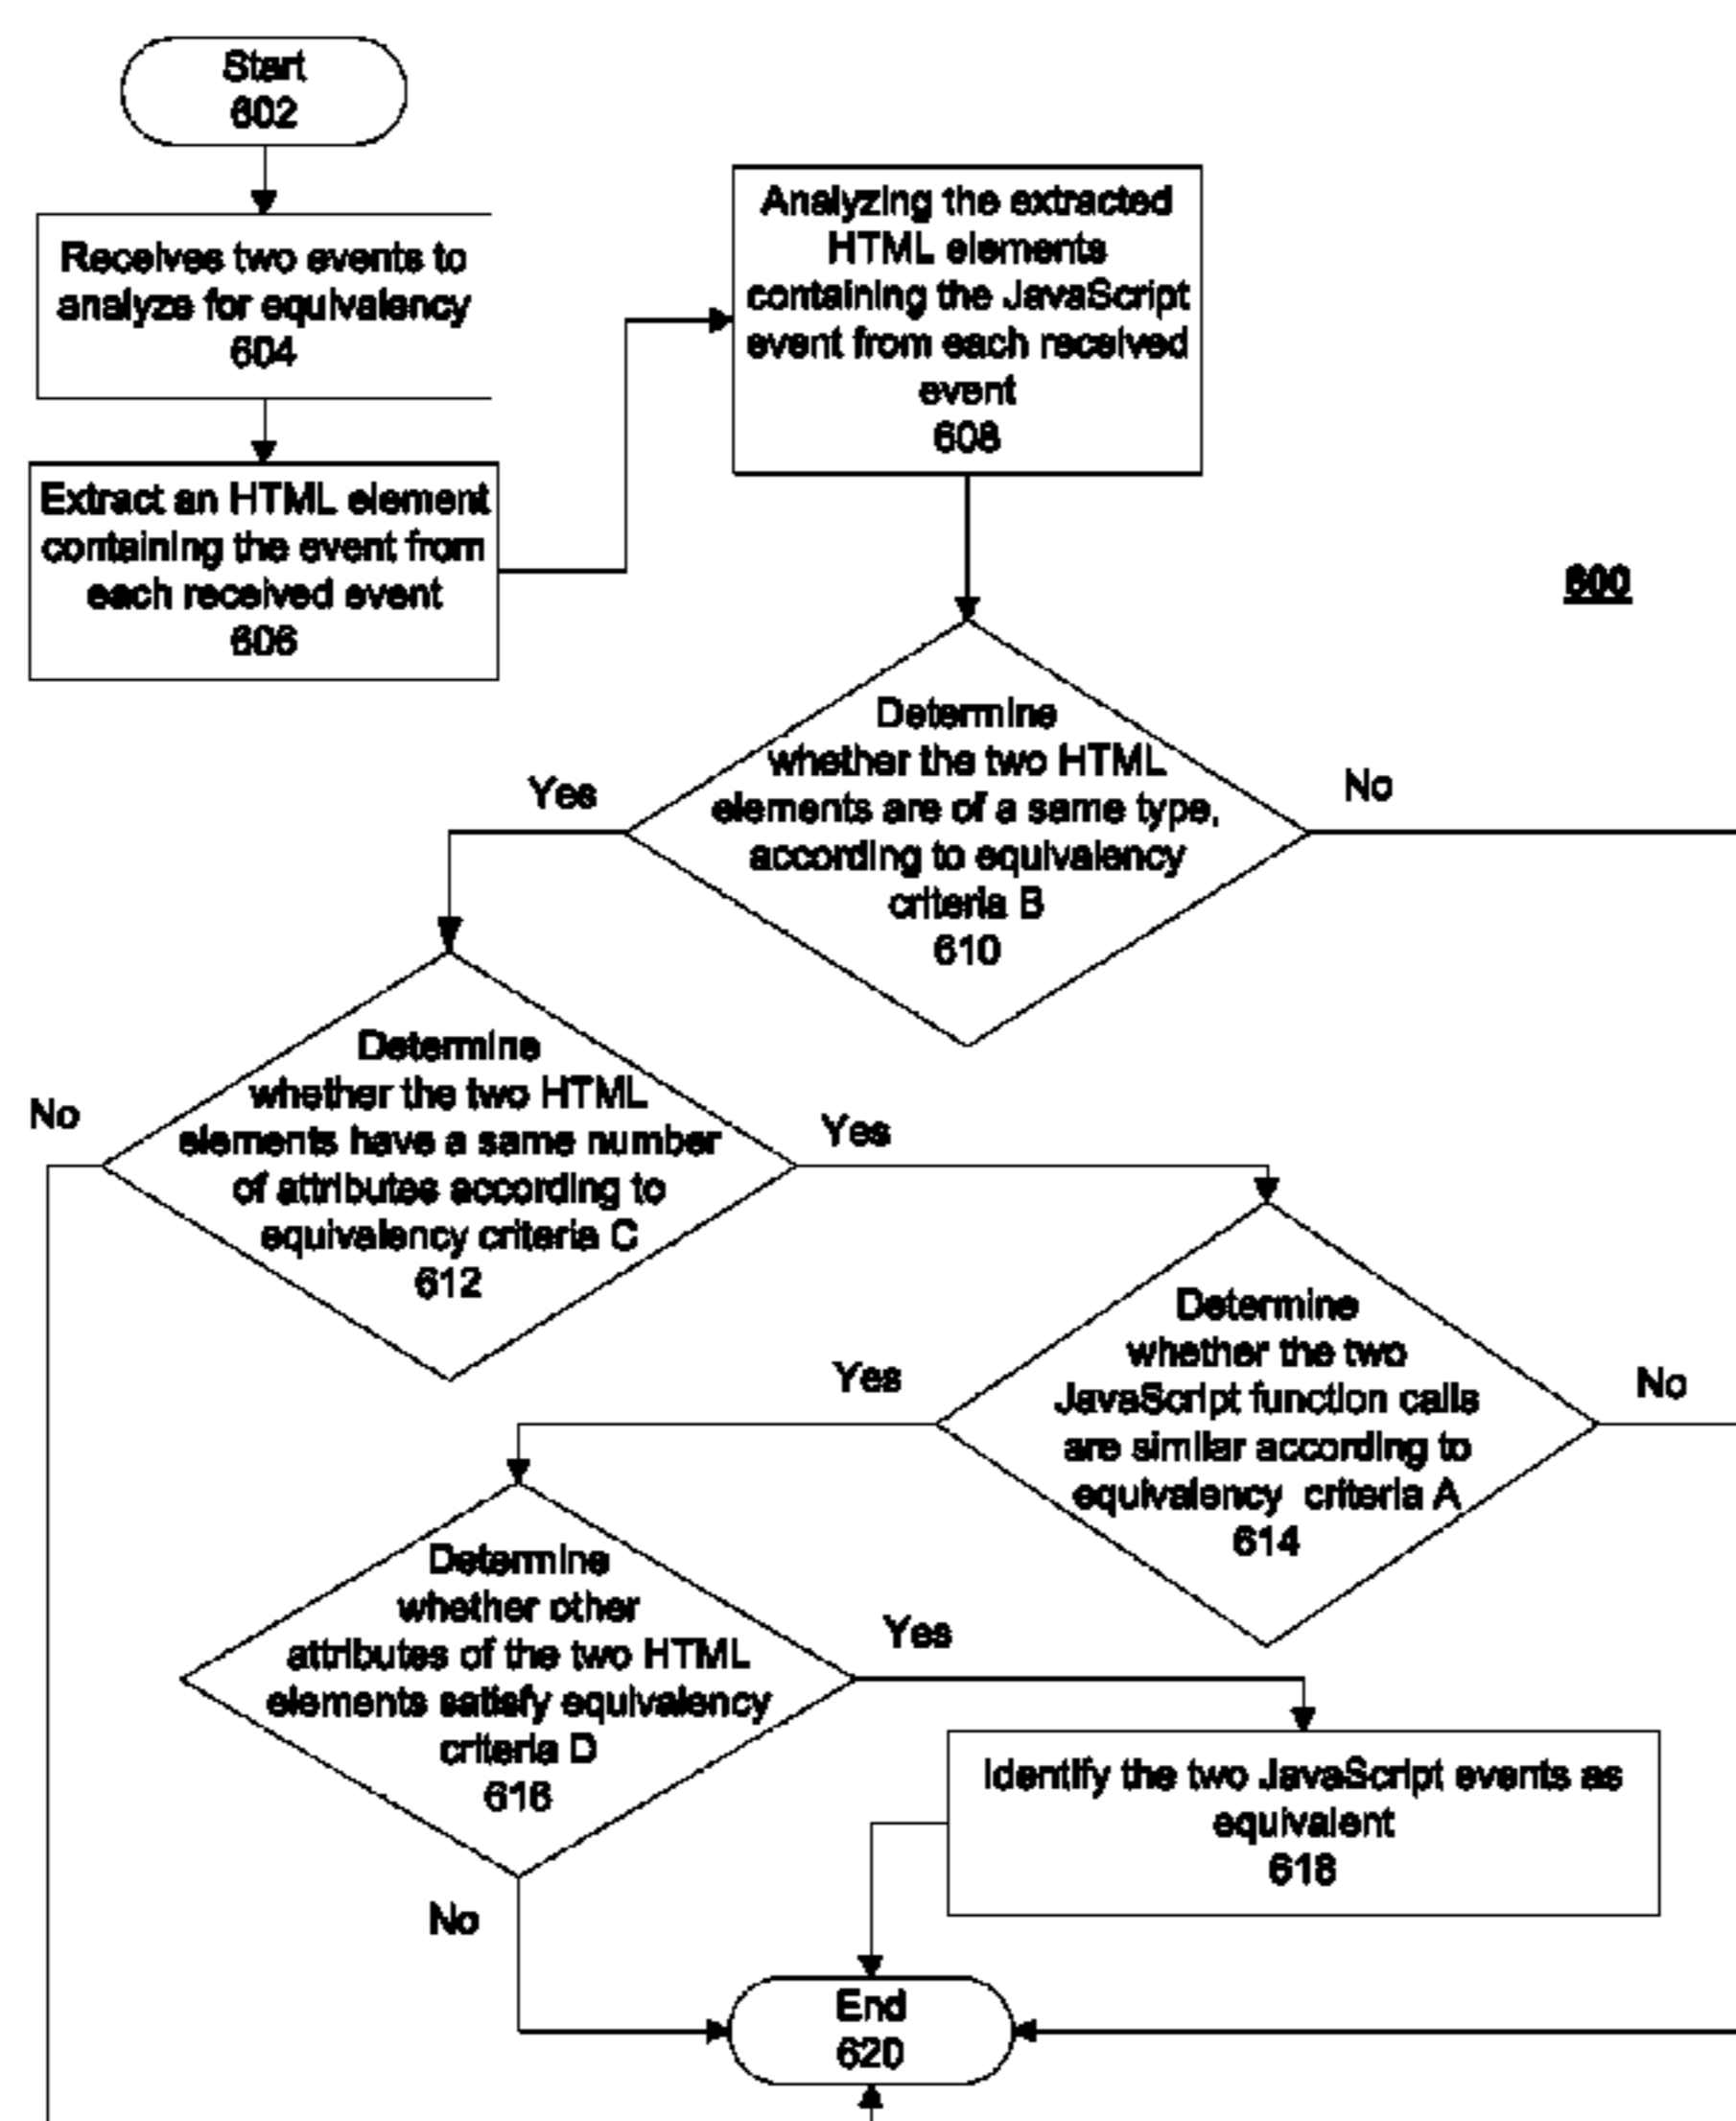 Start
602
Receives two events to
analyze for equivalency
604
Extract an HTML element
containing the event from
each received event
606
Analyzing the extracted
HTML elements
containing the JavaScript
event from each received
event
608
600
Determine
whether the two HTML
elements are of a same type,
according to equivalency
criteria B
610
Yes
No
Determine
whether the two HTML
elements have a same number
of attributes according to
equivalency criteria C
612
No
Yes
Determine
whether the two
JavaScript function calls
are similar according to
equivalency criteria A
614
Yes
No
Determine
whether other
attributes of the two HTML
elements satisfy equivalency
criteria D
616
Yes
No
Identify the two JavaScript events as
equivalent
618
End
620